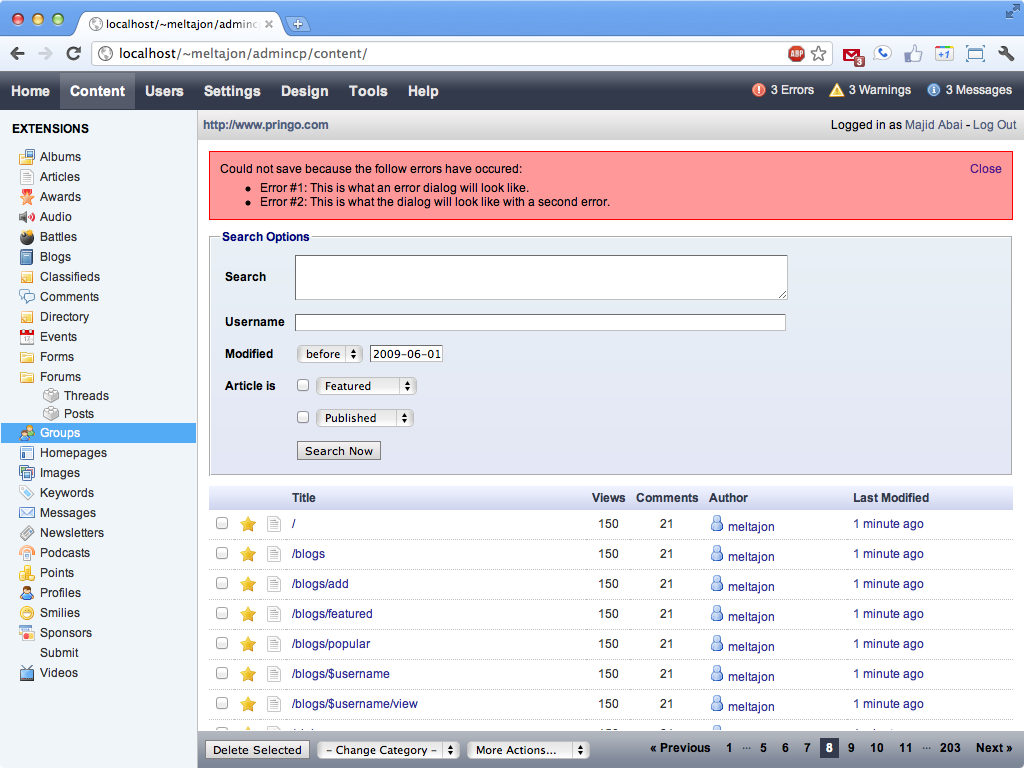 localhost/~meltajon/adminc
localhost/~meltajon/admincp/content/
ABP
3
+1
Home Content Users Settings Design Tools Help 3 Errors 3 Warnings 3 Messages
EXTENSIONS
Albums
Articles
Awards
Audio
Battles
Blogs
Classifieds
Comments
Directory
Events
Forms
Forums
Threads
Posts
Groups
Homepages
Images
Keywords
Messages
Newsletters
Podcasts
Points
Profiles
Smilies
Sponsors
Submit
Videos
http://www.pringo.com Logged in as Majid Abai - Log Out
Could not save because the follow errors have occured: Close
• Error #1: This is what an error dialog will look like.
• Error #2: This is what the dialog will look like with a second error.
Search Options
Search
Username
Modified before 2009-06-01
Article is Featured
Published
Search Now
Title Views Comments Author Last Modified
/ 150 21 meltajon 1 minute ago
/blogs 150 21 meltajon 1 minute ago
/blogs/add 150 21 meltajon 1 minute ago
/blogs/featured 150 21 meltajon 1 minute ago
/blogs/popular 150 21 meltajon 1 minute ago
/blogs/$username 150 21 meltajon 1 minute ago
/blogs/$username/view 150 21 meltajon 1 minute ago
Delete Selected – Change Category – More Actions... « Previous 1 ... 5 6 7 8 9 10 11 ... 203 Next »